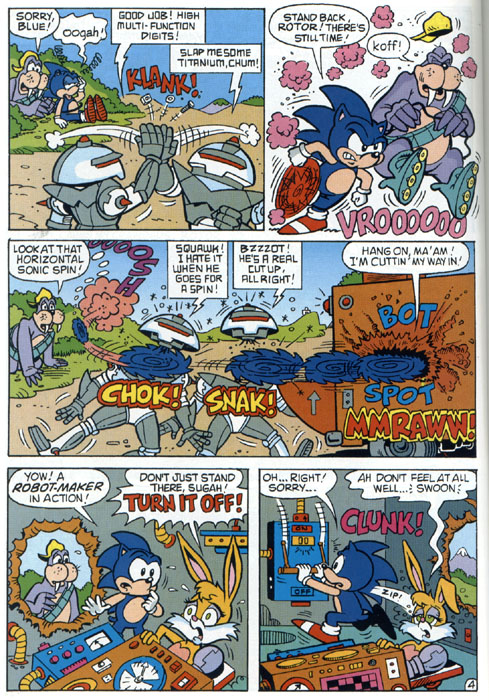 SORRY,
BLUE!
oogah!
GOOD JOB! HIGH
MULTI-FUNCTION
DIGITS!
SLAP ME SOME
TITANIUM, CHUM!
KLANK!
STAND BACK,
ROTOR! THERE'S
STILL TIME!
koff!
VROOOOOO
OOSH
LOOK AT THAT
HORIZONTAL
SONIC SPIN!
SQUAWK!
I HATE IT
WHEN HE
GOES FOR
A SPIN!
BZZZOT!
HE'S A REAL
CUT UP,
ALL RIGHT!
HANG ON, MA'AM!
I'M CUTTIN' MY WAY IN!
BOT
SPOT
CHOK!
SNAK!
MMRAWW!
YOW! A
ROBOT-MAKER
IN ACTION!
DON'T JUST STAND
THERE, SUGAH!
TURN IT OFF!
OH...RIGHT!
SORRY...
ON
OFF
CLUNK!
AH DON'T FEEL AT ALL
WELL...: SWOON:
ZIP!
4